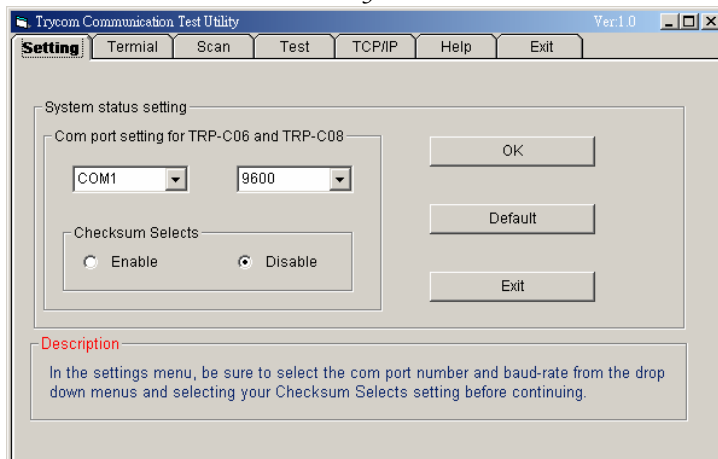 Trycom Communication Test Utility Ver:1.0
Setting Termial Scan Test TCP/IP Help Exit
System status setting
Com port setting for TRP-C06 and TRP-C08
COM1 9600
OK
Default
Checksum Selects
Enable Disable
Exit
Description
In the settings menu, be sure to select the com port number and baud-rate from the drop
down menus and selecting your Checksum Selects setting before continuing.